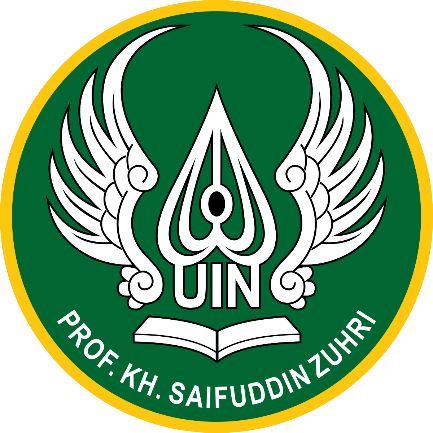 UIN
PROF. KH. SAIFUDDIN ZUHRI